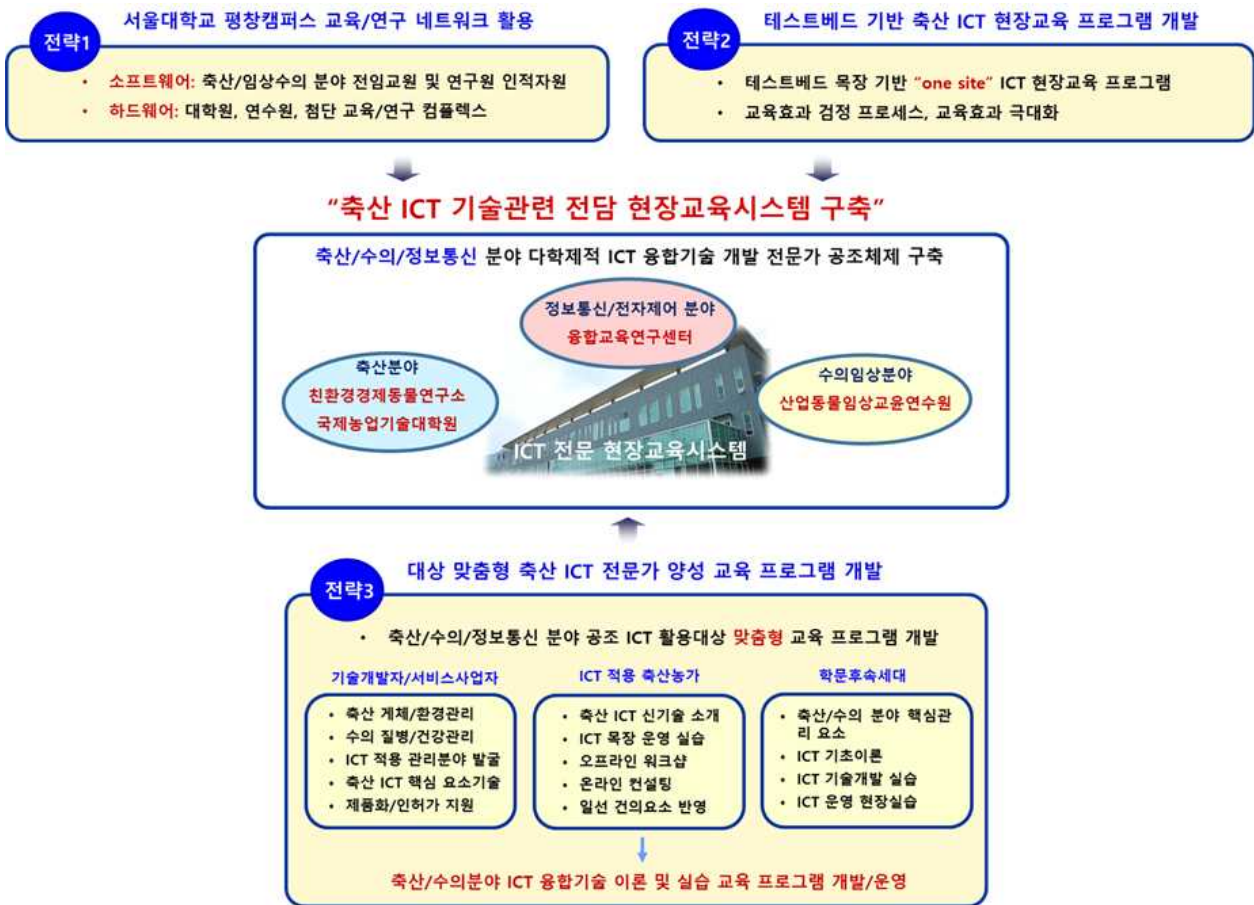 서울대학교 평창캠퍼스 교육/연구 네트워크 활용
전략1
• 소프트웨어: 축산/임상수의 분야 전임교원 및 연구원 인적자원
• 하드웨어: 대학원, 연수원, 첨단 교육/연구 컴플렉스
테스트베드 기반 축산 ICT 현장교육 프로그램 개발
전략2
• 테스트베드 목장 기반 “one site” ICT 현장교육 프로그램
• 교육효과 검정 프로세스, 교육효과 극대화
“축산 ICT 기술관련 전담 현장교육시스템 구축”
축산/수의/정보통신 분야 다학제적 ICT 융합기술 개발 전문가 공조체제 구축
정보통신/전자제어 분야
융합교육연구센터
축산분야
친환경경제동물연구소
국제농업기술대학원
수의임상분야
산업동물임상교윤연수원
ICT 전문 현장교육시스템
대상 맞춤형 축산 ICT 전문가 양성 교육 프로그램 개발
전략3
• 축산/수의/정보통신 분야 공조 ICT 활용대상 맞춤형 교육 프로그램 개발
기술개발자/서비스사업자
• 축산 게체/환경관리
• 수의 질병/건강관리
• ICT 적용 관리분야 발굴
• 축산 ICT 핵심 요소기술
• 제품화/인허가 지원
ICT 적용 축산농가
• 축산 ICT 신기술 소개
• ICT 목장 운영 실습
• 오프라인 워크샵
• 온라인 컨설팅
• 일선 건의요소 반영
학문후속세대
• 축산/수의 분야 핵심관
리 요소
• ICT 기초이론
• ICT 기술개발 실습
• ICT 운영 현장실습
축산/수의분야 ICT 융합기술 이론 및 실습 교육 프로그램 개발/운영